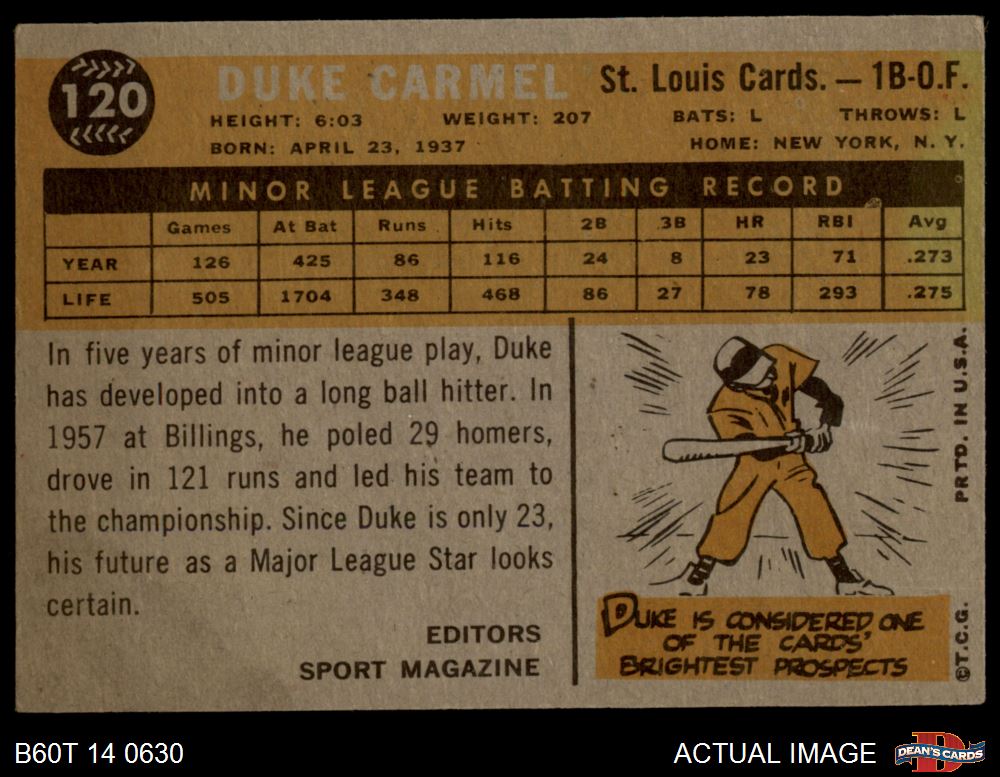 120
DUKE CARMEL St. Louis Cards. — 1B-O.F.
HEIGHT: 6:03 WEIGHT: 207 BATS: L THROWS: L
BORN: APRIL 23, 1937 HOME: NEW YORK, N. Y.
MINOR LEAGUE BATTING RECORD
Games At Bat Runs Hits 2B 3B HR RBI Avg
YEAR 126 425 86 116 24 8 23 71 .273
LIFE 505 1704 348 468 86 27 78 293 .275
In five years of minor league play, Duke
has developed into a long ball hitter. In
1957 at Billings, he poled 29 homers,
drove in 121 runs and led his team to
the championship. Since Duke is only 23,
his future as a Major League Star looks
certain.
EDITORS
SPORT MAGAZINE
DUKE IS CONSIDERED ONE
OF THE CARDS'
BRIGHTEST PROSPECTS
©T.C.G. PRTD. IN U.S.A.
B60T 14 0630 ACTUAL IMAGE DEAN'S CARDS